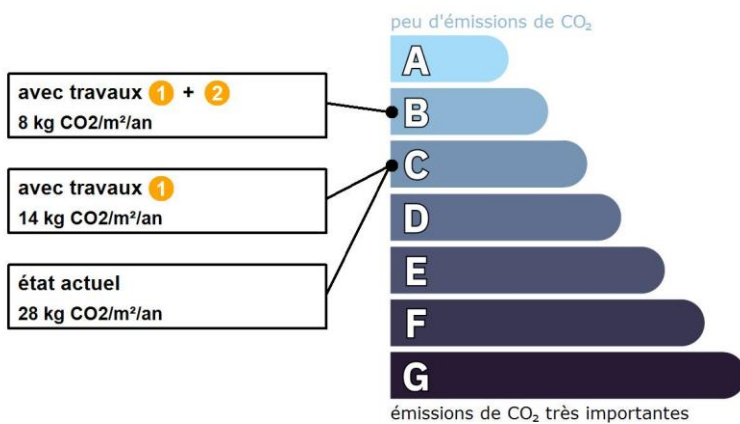 peu d'émissions de CO₂
A
avec travaux 1 + 2
8 kg CO2/m²/an
B
C
avec travaux 1
14 kg CO2/m²/an
D
E
état actuel
28 kg CO2/m²/an
F
G
émissions de CO₂ très importantes